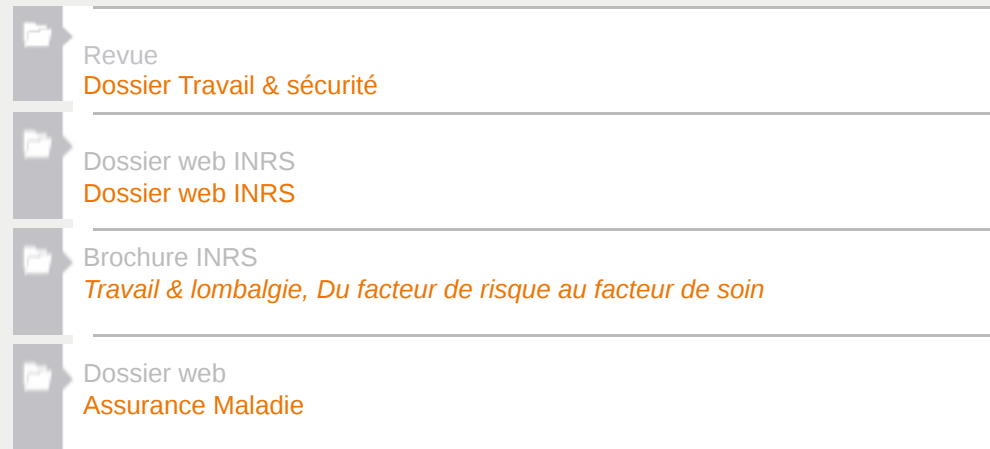 Revue
Dossier Travail & sécurité
Dossier web INRS
Dossier web INRS
Brochure INRS
Travail & lombalgie, Du facteur de risque au facteur de soin
Dossier web
Assurance Maladie